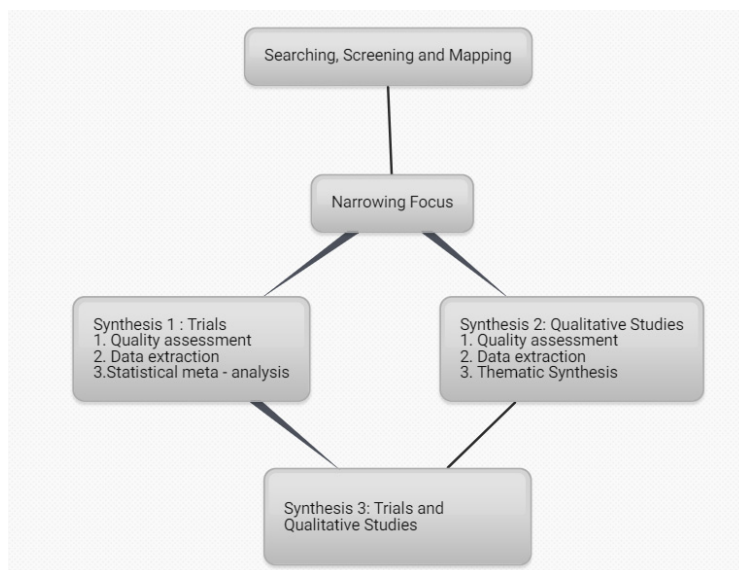 Searching, Screening and Mapping
Narrowing Focus
Synthesis 1 : Trials
1. Quality assessment
2. Data extraction
3.Statistical meta - analysis
Synthesis 2: Qualitative Studies
1. Quality assessment
2. Data extraction
3. Thematic Synthesis
Synthesis 3: Trials and
Qualitative Studies